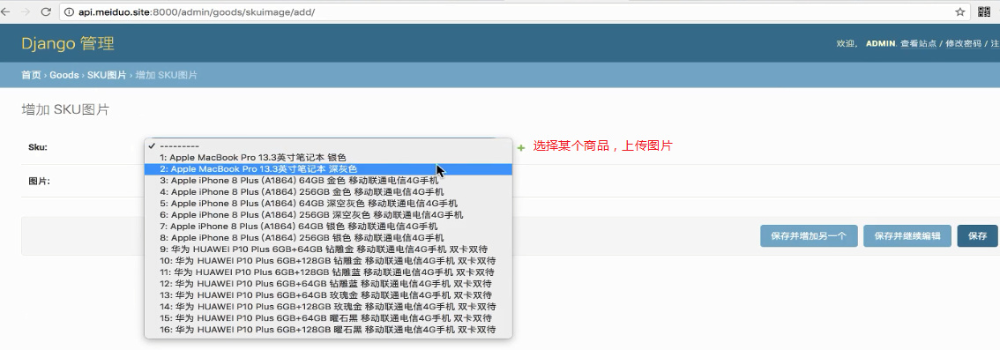 api.meiduo.site:8000/admin/goods/skuimage/add/
Django 管理
欢迎， ADMIN. 查看站点 / 修改密码 / 注
首页 › Goods › SKU图片 › 增加 SKU图片
增加 SKU图片
Sku:
---------
选择某个商品，上传图片
1: Apple MacBook Pro 13.3英寸笔记本 银色
2: Apple MacBook Pro 13.3英寸笔记本 深灰色
图片:
3: Apple iPhone 8 Plus (A1864) 64GB 金色 移动联通电信4G手机
4: Apple iPhone 8 Plus (A1864) 256GB 金色 移动联通电信4G手机
5: Apple iPhone 8 Plus (A1864) 64GB 深空灰色 移动联通电信4G手机
6: Apple iPhone 8 Plus (A1864) 256GB 深空灰色 移动联通电信4G手机
7: Apple iPhone 8 Plus (A1864) 64GB 银色 移动联通电信4G手机
8: Apple iPhone 8 Plus (A1864) 256GB 银色 移动联通电信4G手机
9: 华为 HUAWEI P10 Plus 6GB+64GB 钻雕金 移动联通电信4G手机 双卡双待
10: 华为 HUAWEI P10 Plus 6GB+128GB 钻雕金 移动联通电信4G手机 双卡双待
11: 华为 HUAWEI P10 Plus 6GB+128GB 钻雕蓝 移动联通电信4G手机 双卡双待
12: 华为 HUAWEI P10 Plus 6GB+64GB 钻雕蓝 移动联通电信4G手机 双卡双待
13: 华为 HUAWEI P10 Plus 6GB+64GB 玫瑰金 移动联通电信4G手机 双卡双待
14: 华为 HUAWEI P10 Plus 6GB+128GB 玫瑰金 移动联通电信4G手机 双卡双待
15: 华为 HUAWEI P10 Plus 6GB+64GB 曜石黑 移动联通电信4G手机 双卡双待
16: 华为 HUAWEI P10 Plus 6GB+128GB 曜石黑 移动联通电信4G手机 双卡双待
保存并增加另一个
保存并继续编辑
保存